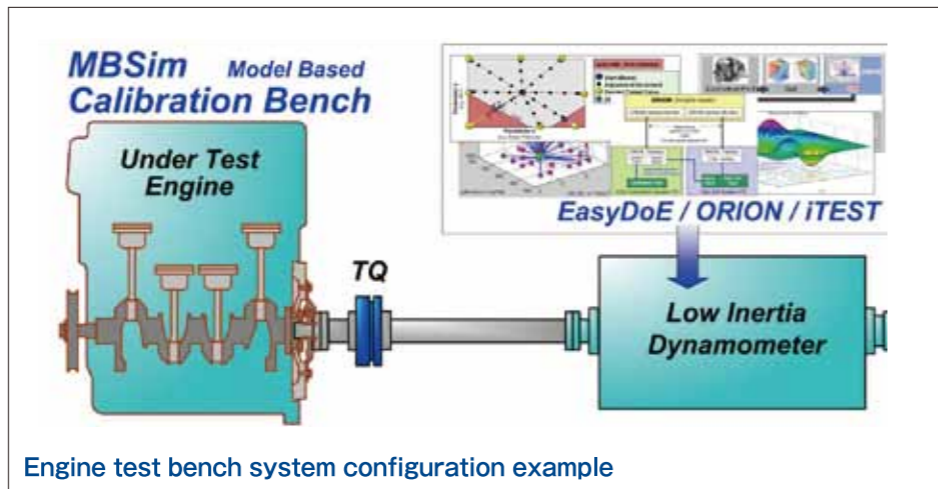 MBSim Model Based
Calibration Bench
Under Test
Engine
TQ
EasyDoE / ORION / iTEST
Low Inertia
Dynamometer
Engine test bench system configuration example